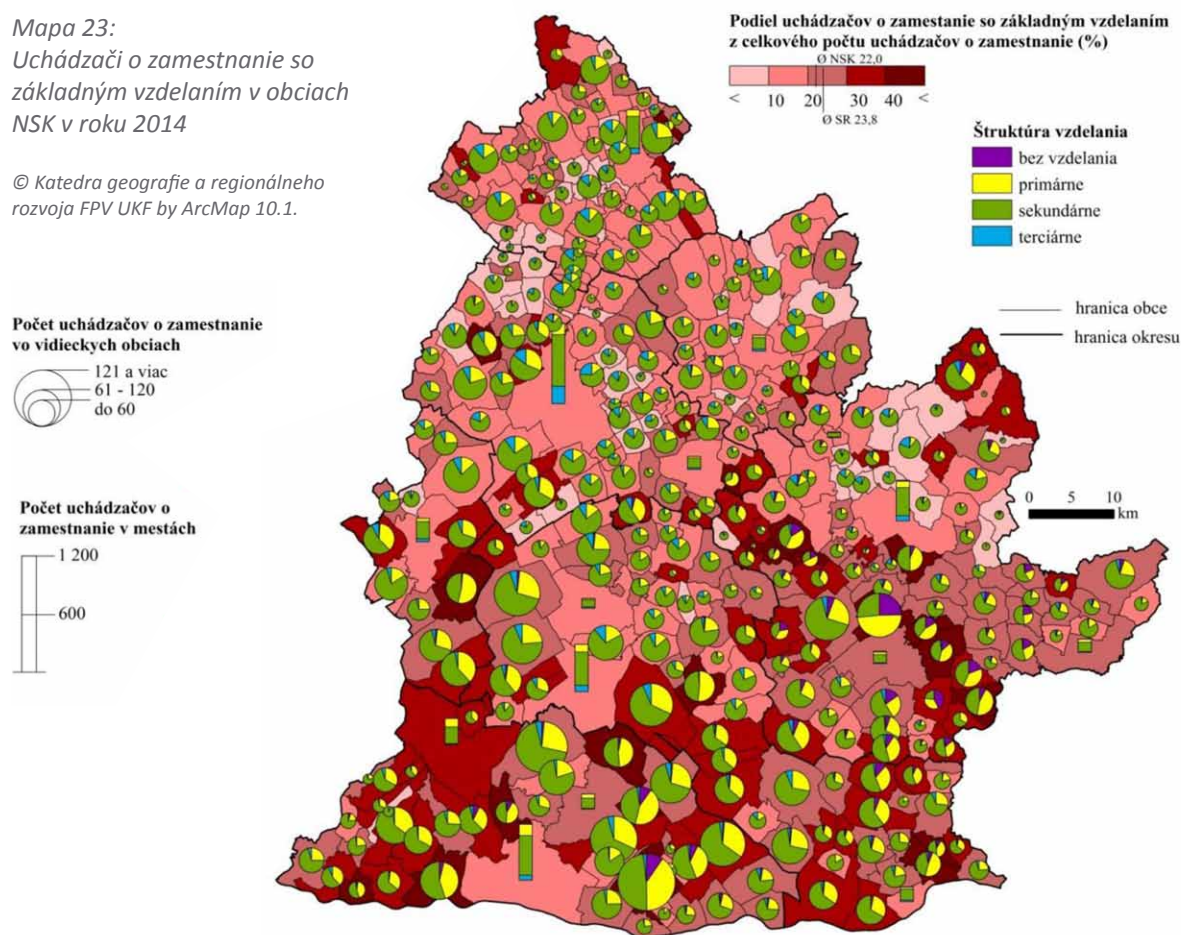 Mapa 23:
Uchádzači o zamestnanie so
základným vzdelaním v obciach
NSK v roku 2014
© Katedra geografie a regionálneho
rozvoja FPV UKF by ArcMap 10.1.
Podiel uchádzačov o zamestanie so základným vzdelaním
z celkového počtu uchádzačov o zamestnanie (%)
Ø NSK 22,0
< 10 20 30 40 <
Ø SR 23,8
Štruktúra vzdelania
bez vzdelania
primárne
sekundárne
terciárne
hranica obce
hranica okresu
Počet uchádzačov o zamestnanie
vo vidieckych obciach
121 a viac
61 - 120
do 60
Počet uchádzačov o
zamestnanie v mestách
1 200
600
0 5 10
km